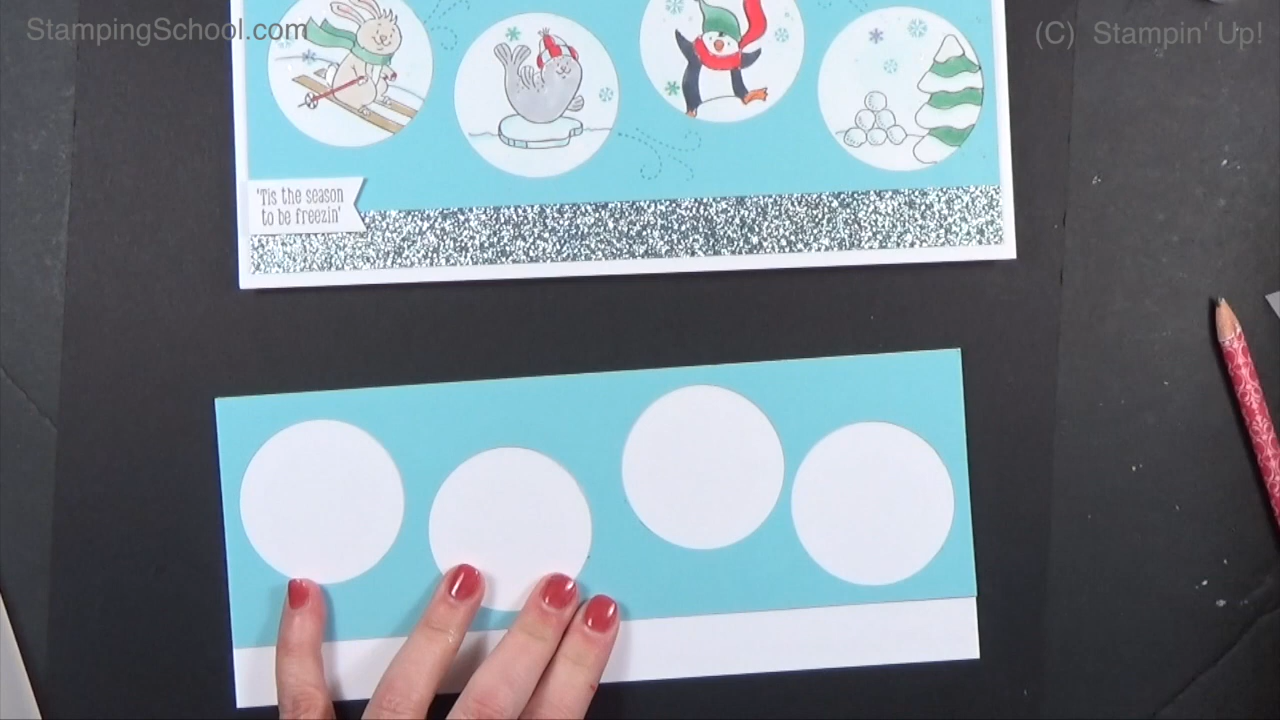 StampingSchool.com
(C) Stampin' Up!
'Tis the season
to be freezin'